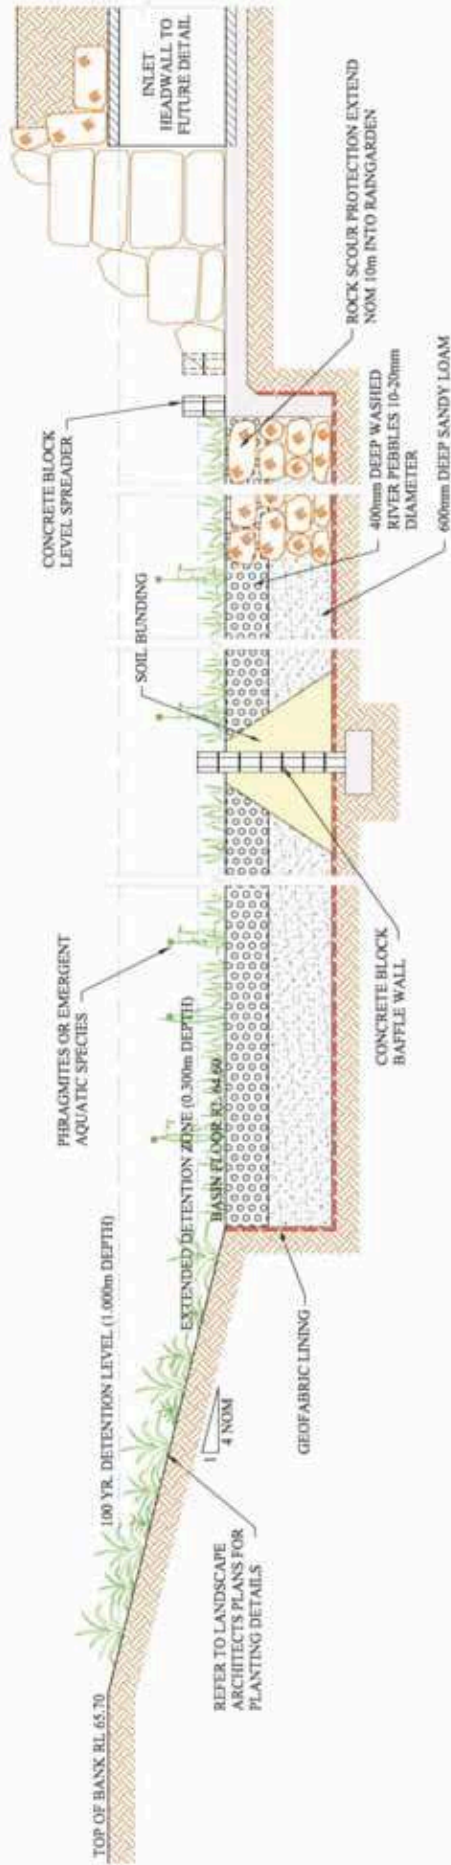 TOP OF BANK RL 65.70
100 YR. DETENTION LEVEL (1.000m DEPTH)
PHRAGMITES OR EMERGENT
AQUATIC SPECIES
EXTENDED DETENTION ZONE (0.300m DEPTH)
BASIN FLOOR RL 64.60
SOIL BUNDING
CONCRETE BLOCK
LEVEL SPREADER
INLET
HEADWALL TO
FUTURE DETAIL
1
4 NOM
REFER TO LANDSCAPE
ARCHITECTS PLANS FOR
PLANTING DETAILS
GEOFABRIC LINING
CONCRETE BLOCK
BAFFLE WALL
ROCK SCOUR PROTECTION EXTEND
NOM 10m INTO RAINGARDEN
400mm DEEP WASHED
RIVER PEBBLES 10-20mm
DIAMETER
600mm DEEP SANDY LOAM